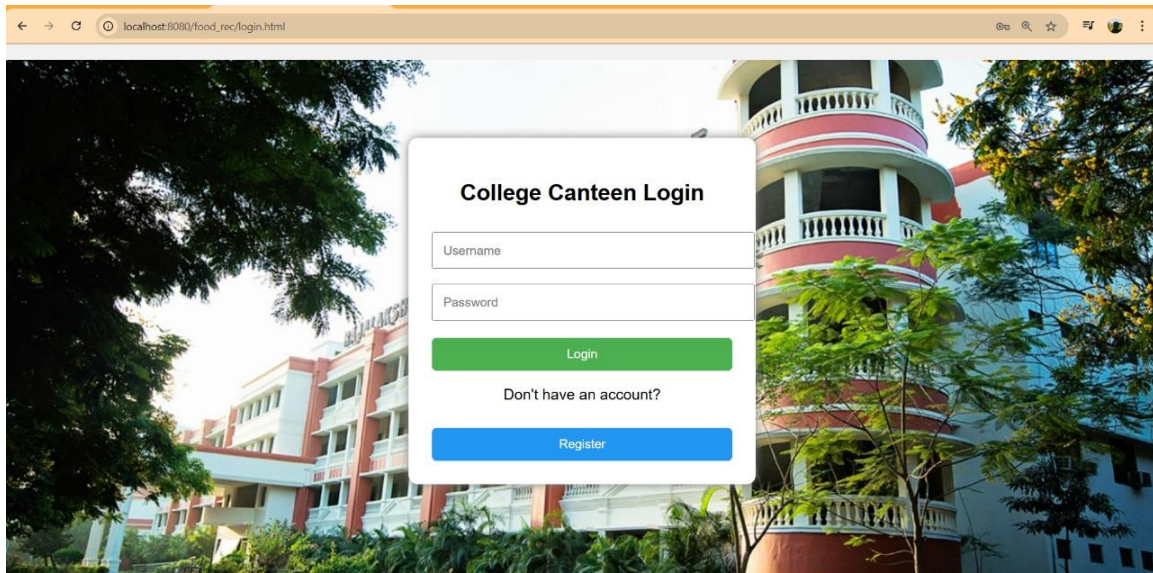 localhost:8080/food_rec/login.html
College Canteen Login
Username
Password
Login
Don't have an account?
Register